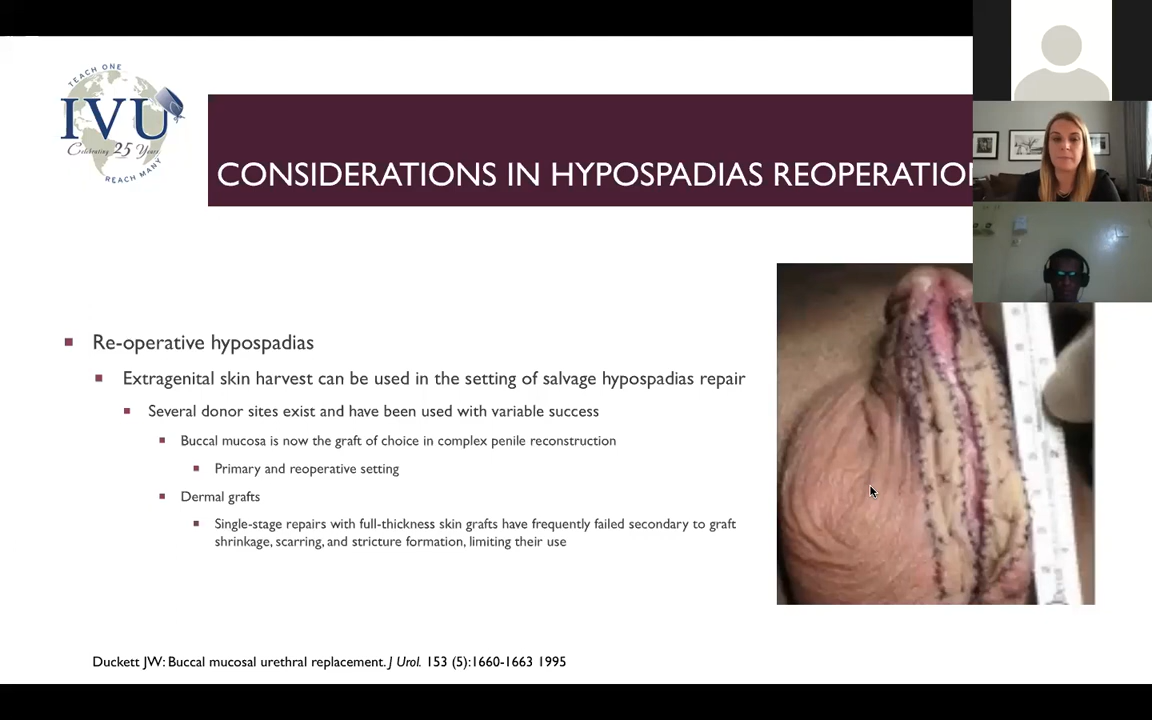 TEACH ONE
IVU
Celebrating 25 Years
REACH MANY
CONSIDERATIONS IN HYPOSPADIAS REOPERATIO
Re-operative hypospadias
Extragenital skin harvest can be used in the setting of salvage hypospadias repair
Several donor sites exist and have been used with variable success
Buccal mucosa is now the graft of choice in complex penile reconstruction
Primary and reoperative setting
Dermal grafts
Single-stage repairs with full-thickness skin grafts have frequently failed secondary to graft
shrinkage, scarring, and stricture formation, limiting their use
Duckett JW: Buccal mucosal urethral replacement. J Urol. 153 (5):1660-1663 1995